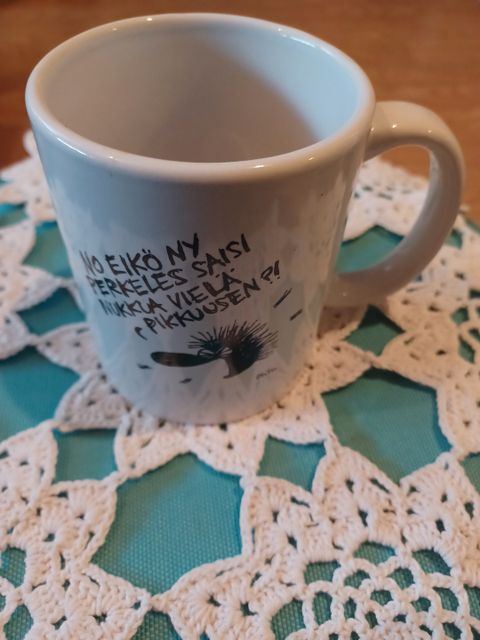 NO EIKÖ NY
PERKELES SAISI
NUKKUA VIELÄ
PIKKUUSEN?!